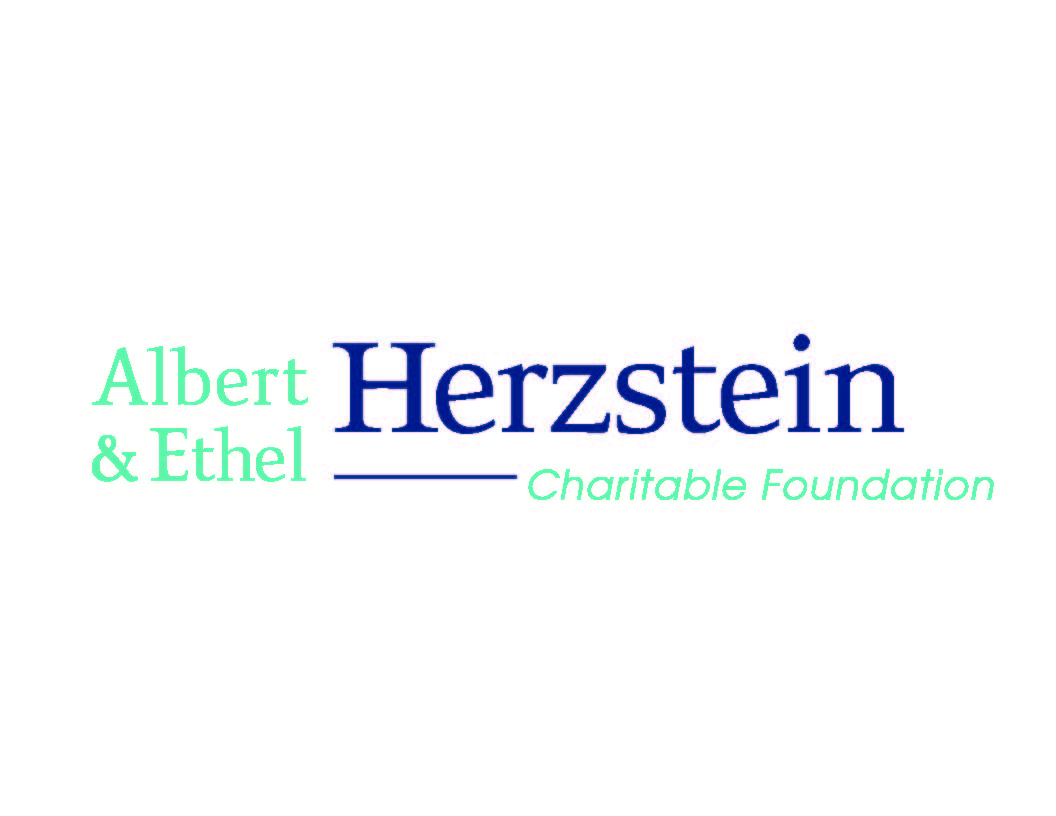 Albert
& Ethel
Herzstein
Charitable Foundation